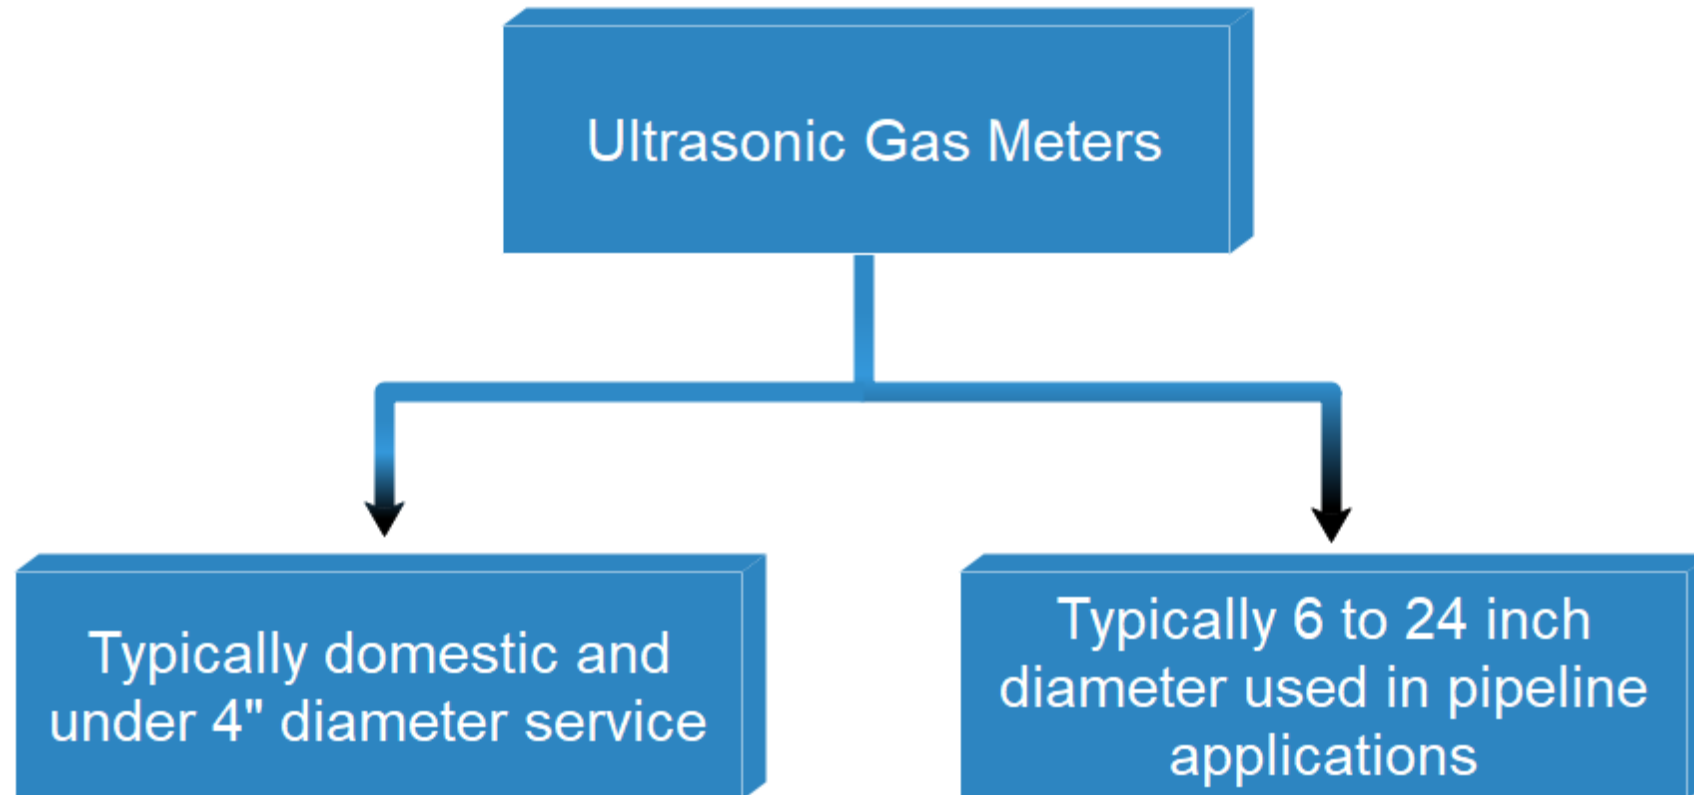 Ultrasonic Gas Meters
Typically domestic and
under 4" diameter service
Typically 6 to 24 inch
diameter used in pipeline
applications